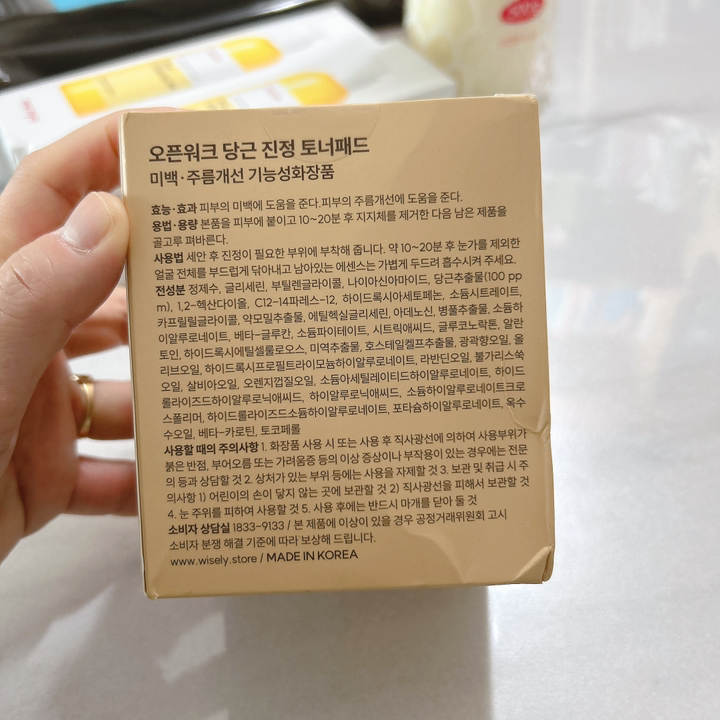 오픈워크 당근 진정 토너패드
미백·주름개선 기능성화장품
효능·효과 피부의 미백에 도움을 준다.피부의 주름개선에 도움을 준다.
용법·용량 본품을 피부에 붙이고 10~20분 후 지지체를 제거한 다음 남은 제품을
골고루 펴바른다.
사용법 세안 후 진정이 필요한 부위에 부착해 줍니다. 약 10~20분 후 눈가를 제외한
얼굴 전체를 부드럽게 닦아내고 남아있는 에센스는 가볍게 두드려 흡수시켜 주세요.
전성분 정제수, 글리세린, 부틸렌글라이콜, 나이아신아마이드, 당근추출물(100 pp
m), 1,2-헥산다이올, C12-14파레스-12, 하이드록시아세토페논, 소듐시트레이트,
카프릴릴글라이콜, 약모밀추출물, 에틸헥실글리세린, 아데노신, 병풀추출물, 소듐하
이알루로네이트, 베타-글루칸, 소듐파이테이트, 시트릭애씨드, 글루코노락톤, 알란
토인, 하이드록시에틸셀룰로오스, 미역추출물, 호스테일켈프추출물, 광곽향오일, 올
리브오일, 하이드록시프로필트라이모늄하이알루로네이트, 라반딘오일, 불가리스쑥
오일, 살비아오일, 오렌지껍질오일, 소듐아세틸레이티드하이알루로네이트, 하이드
롤라이즈드하이알루로닉애씨드, 하이알루로닉애씨드, 소듐하이알루로네이트크로
스폴리머, 하이드롤라이즈드소듐하이알루로네이트, 포타슘하이알루로네이트, 옥수
수오일, 베타-카로틴, 토코페롤
사용할 때의 주의사항 1. 화장품 사용 시 또는 사용 후 직사광선에 의하여 사용부위가
붉은 반점, 부어오름 또는 가려움증 등의 이상 증상이나 부작용이 있는 경우에는 전문
의 등과 상담할 것 2. 상처가 있는 부위 등에는 사용을 자제할 것 3. 보관 및 취급 시 주
의사항 1) 어린이의 손이 닿지 않는 곳에 보관할 것 2) 직사광선을 피해서 보관할 것
4. 눈 주위를 피하여 사용할 것 5. 사용 후에는 반드시 마개를 닫아 둘 것
소비자 상담실 1833-9133 / 본 제품에 이상이 있을 경우 공정거래위원회 고시
소비자 분쟁 해결 기준에 따라 보상해 드립니다.
www.wisely.store / MADE IN KOREA